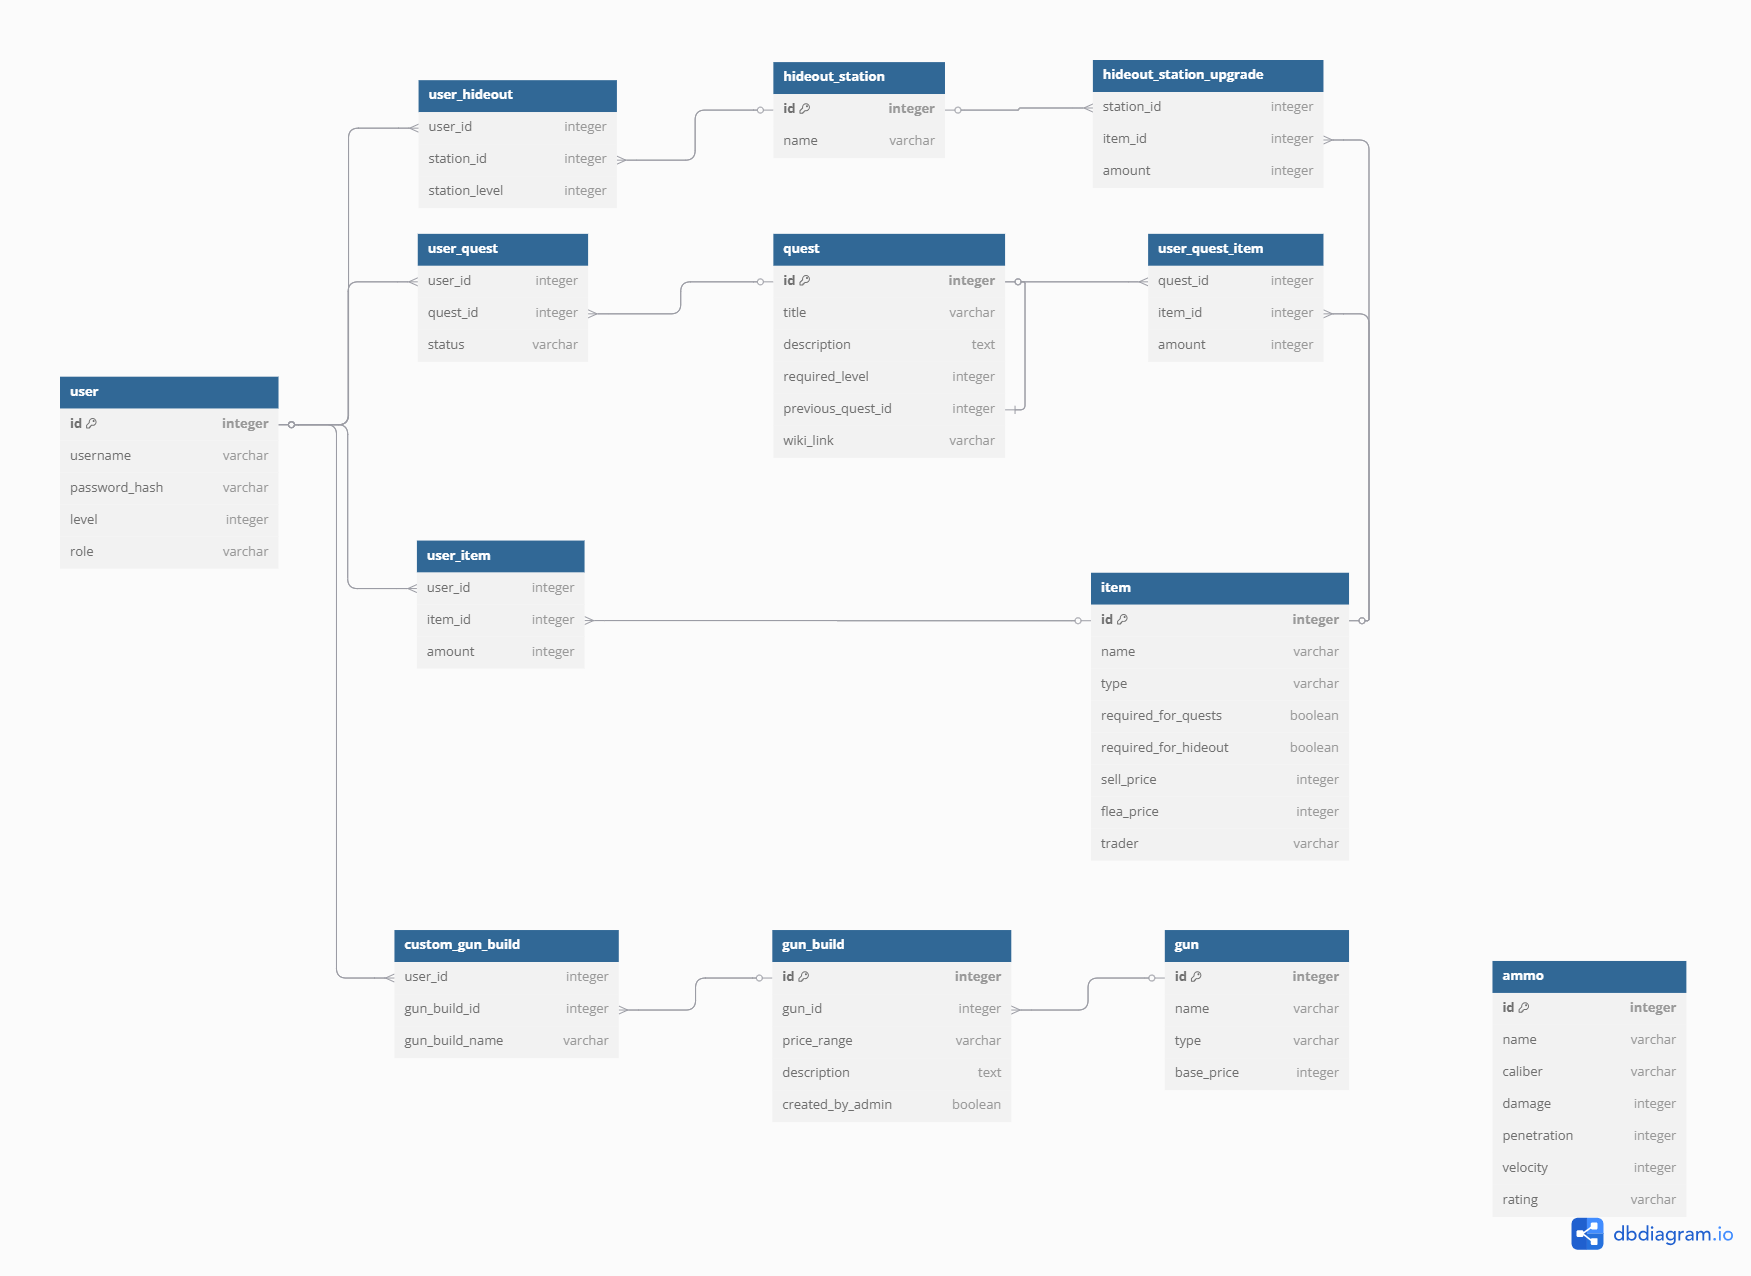 user_hideout
user_id integer
station_id integer
station_level integer
hideout_station
id integer
name varchar
hideout_station_upgrade
station_id integer
item_id integer
amount integer
user_quest
user_id integer
quest_id integer
status varchar
quest
id integer
title varchar
description text
required_level integer
previous_quest_id integer
wiki_link varchar
user_quest_item
quest_id integer
item_id integer
amount integer
user
id integer
username varchar
password_hash varchar
level integer
role varchar
user_item
user_id integer
item_id integer
amount integer
item
id integer
name varchar
type varchar
required_for_quests boolean
required_for_hideout boolean
sell_price integer
flea_price integer
trader varchar
custom_gun_build
user_id integer
gun_build_id integer
gun_build_name varchar
gun_build
id integer
gun_id integer
price_range varchar
description text
created_by_admin boolean
gun
id integer
name varchar
type varchar
base_price integer
ammo
id integer
name varchar
caliber varchar
damage integer
penetration integer
velocity integer
rating varchar
dbdiagram.io